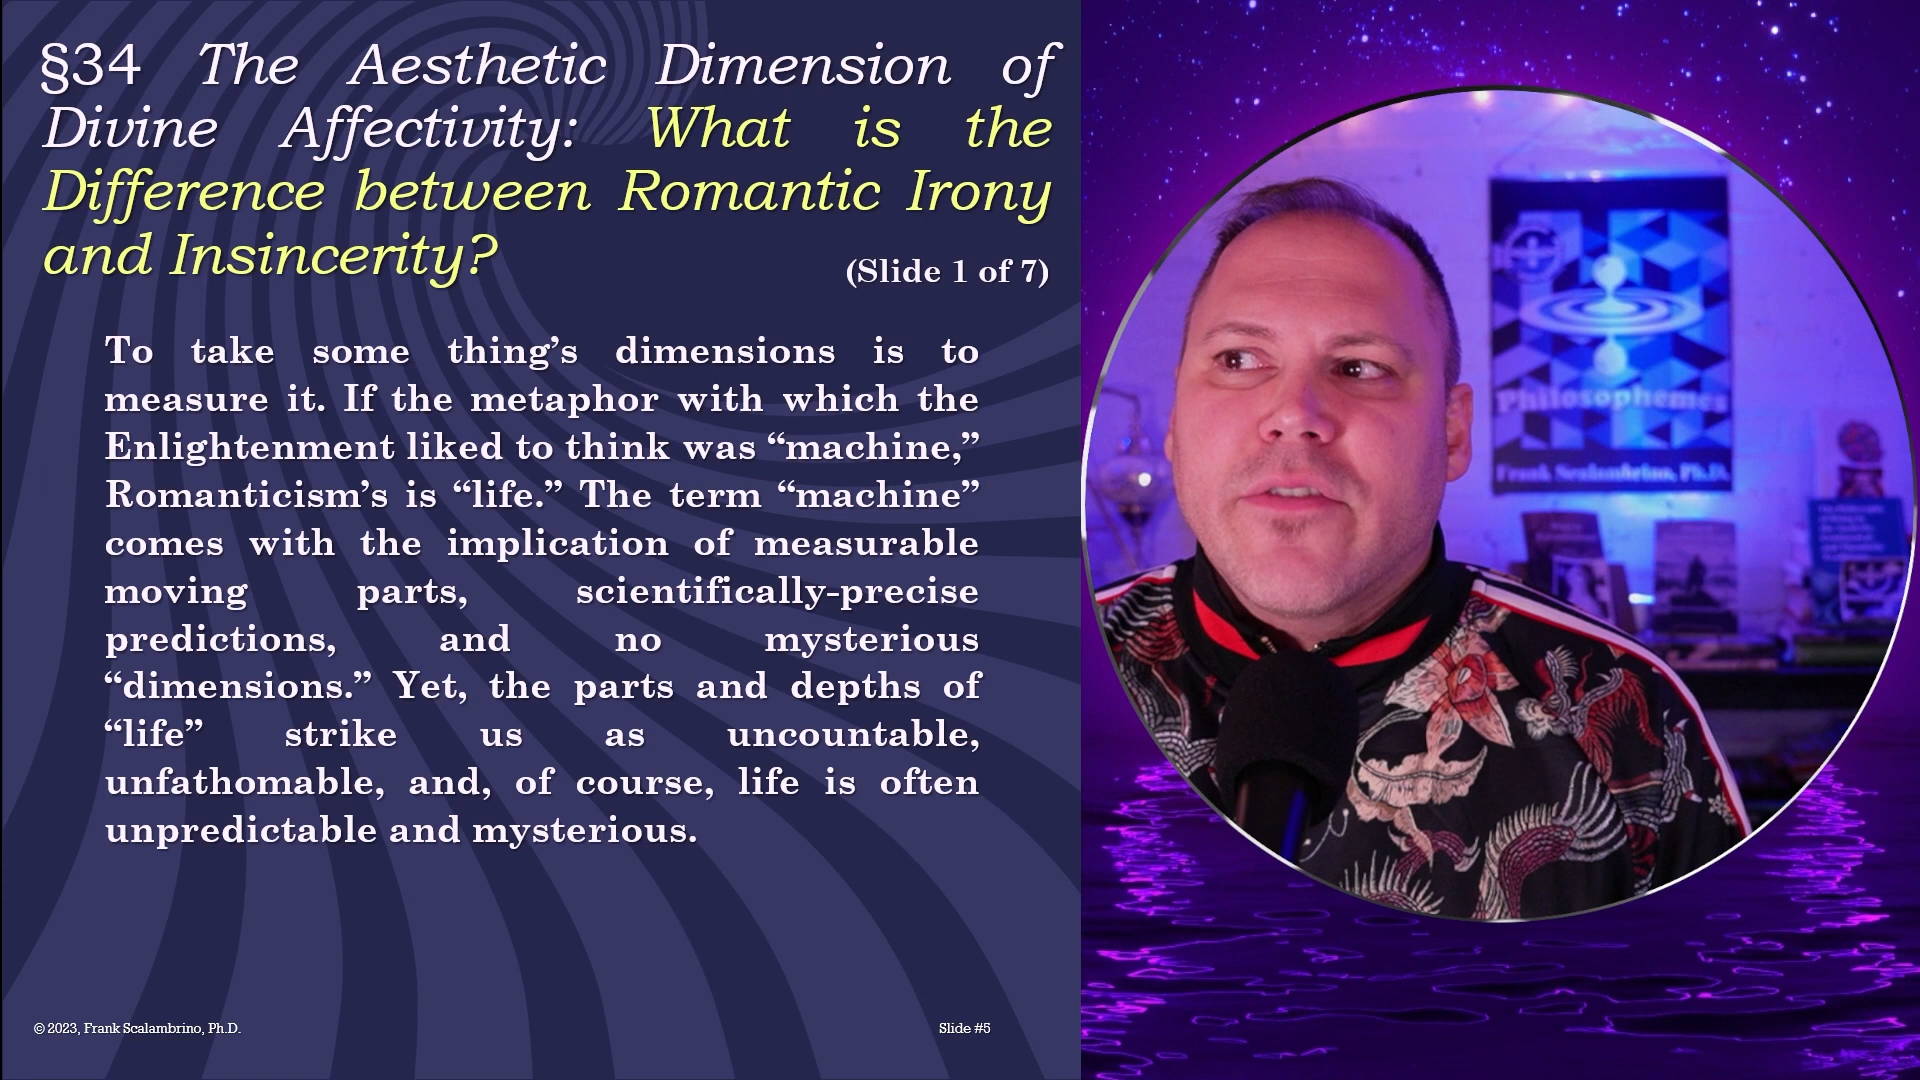 §34 The Aesthetic Dimension of
Divine Affectivity: What is the
Difference between Romantic Irony
and Insincerity?
(Slide 1 of 7)
To take some thing’s dimensions is to
measure it. If the metaphor with which the
Enlightenment liked to think was “machine,”
Romanticism’s is “life.” The term “machine”
comes with the implication of measurable
moving parts, scientifically-precise
predictions, and no mysterious
“dimensions.” Yet, the parts and depths of
“life” strike us as uncountable,
unfathomable, and, of course, life is often
unpredictable and mysterious.
© 2023, Frank Scalambrino, Ph.D.
Slide #5
Philosophemes
Frank Scalambrino, Ph.D.